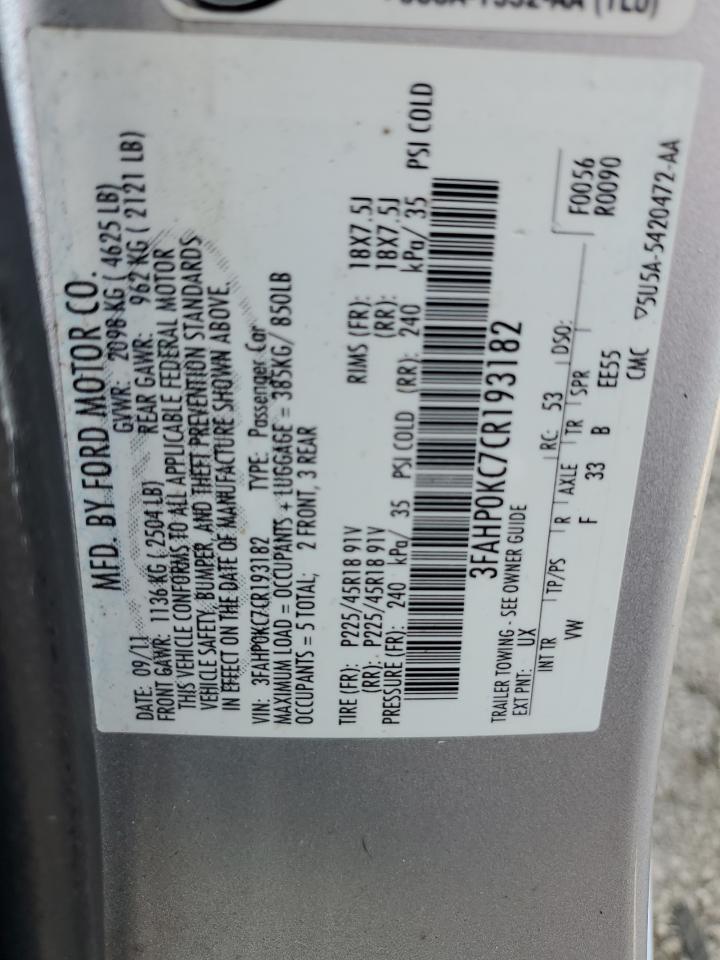 MFD. BY FORD MOTOR CO.
DATE: 09/11 GVWR: 2098 KG ( 4625 LB)
FRONT GAWR: 1136 KG ( 2504 LB) REAR GAWR: 962 KG ( 2121 LB)
THIS VEHICLE CONFORMS TO ALL APPLICABLE FEDERAL MOTOR
VEHICLE SAFETY, BUMPER, AND THEFT PREVENTION STANDARDS
IN EFFECT ON THE DATE OF MANUFACTURE SHOWN ABOVE.
VIN: 3FAHP0KC7CR193182 TYPE: Passenger Car
MAXIMUM LOAD = OCCUPANTS + LUGGAGE = 385KG/ 850LB
OCCUPANTS = 5 TOTAL; 2 FRONT, 3 REAR
TIRE (FR): P225/45R18 91V RIMS (FR): 18X7.5J
(RR): P225/45R18 91V (RR): 18X7.5J
PRESSURE (FR): 240 kPa/ 35 PSI COLD (RR): 240 kPa/ 35 PSI COLD
3FAHP0KC7CR193182
TRAILER TOWING - SEE OWNER GUIDE
EXT PNT: UX RC: 53 DSO: F0056
R0090
INT TR TP/PS R AXLE TR SPR
VW F 33 B EE55
CMC
▽5U5A-5420472-AA